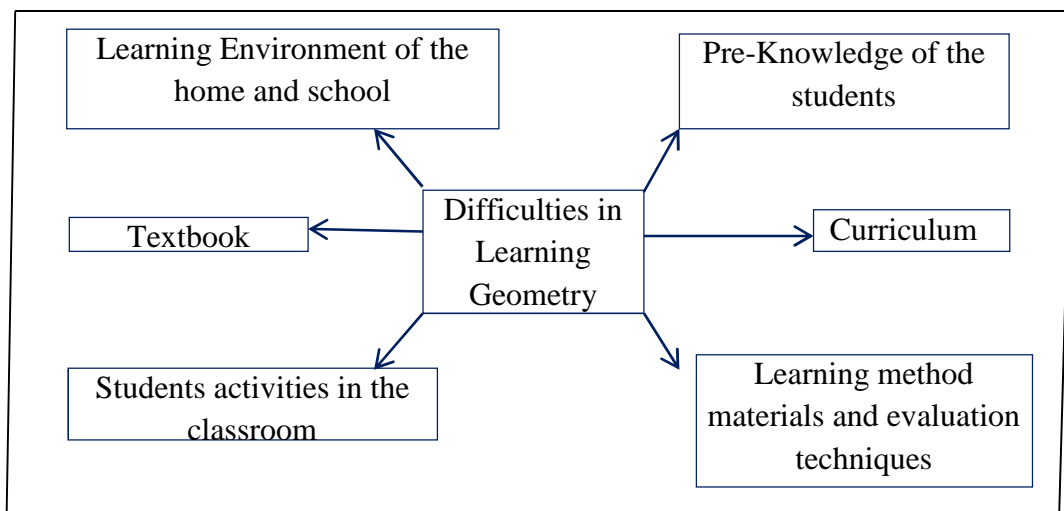 Learning Environment of the
home and school
Pre-Knowledge of the
students
Difficulties in
Learning
Geometry
Textbook
Curriculum
Students activities in the
classroom
Learning method
materials and evaluation
techniques